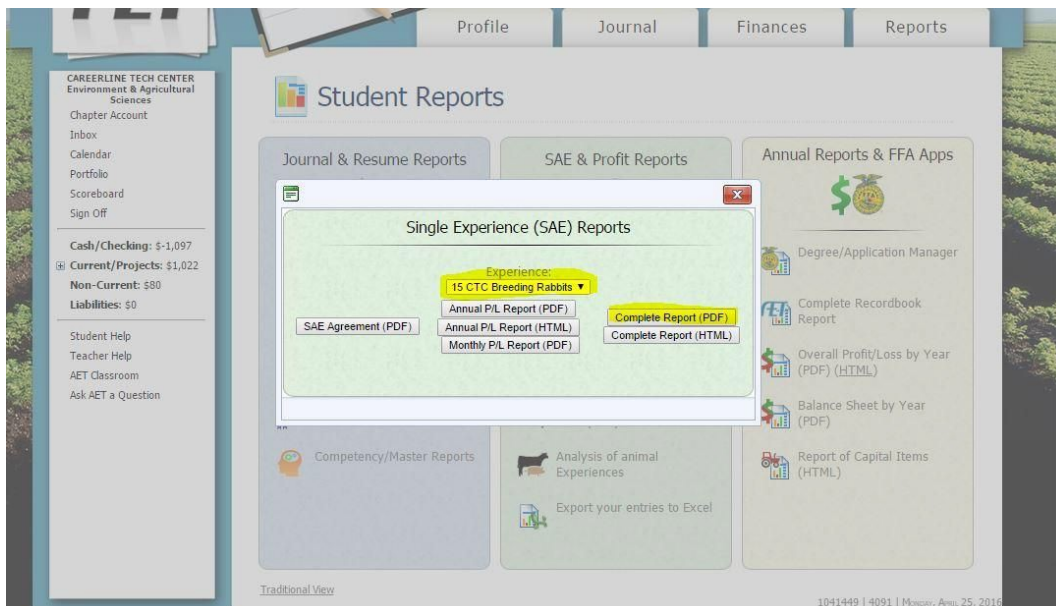 Profile
Journal
Finances
Reports
CAREERLINE TECH CENTER
Environment & Agricultural
Sciences
Chapter Account
Inbox
Calendar
Portfolio
Scoreboard
Sign Off
Cash/Checking: $-1,097
Current/Projects: $1,022
Non-Current: $80
Liabilities: $0
Student Help
Teacher Help
AET Classroom
Ask AET a Question
Student Reports
Journal & Resume Reports
SAE & Profit Reports
Annual Reports & FFA Apps
Single Experience (SAE) Reports
Experience:
15 CTC Breeding Rabbits ▼
SAE Agreement (PDF)
Annual P/L Report (PDF)
Annual P/L Report (HTML)
Monthly P/L Report (PDF)
Complete Report (PDF)
Complete Report (HTML)
Competency/Master Reports
Analysis of animal
Experiences
Export your entries to Excel
Degree/Application Manager
Complete Recordbook
Report
Overall Profit/Loss by Year
(PDF) (HTML)
Balance Sheet by Year
(PDF)
Report of Capital Items
(HTML)
Traditional View
1041449 | 4091 | Monday, April 25, 2016